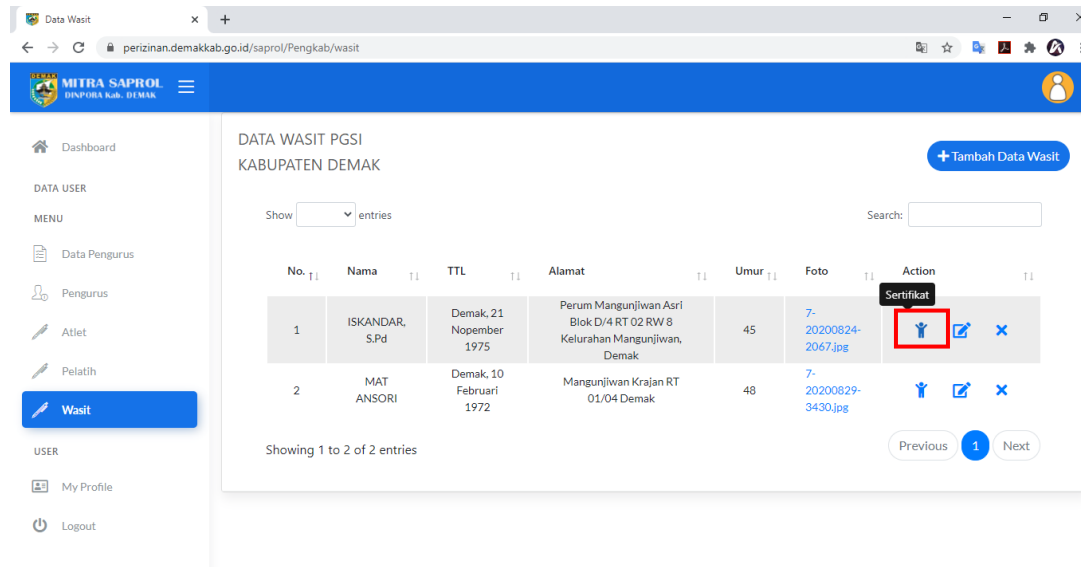 Data Wasit
perizinan.demakkab.go.id/saprol/Pengkab/wasit
DEMAK
MITRA SAPROL
DINPORA Kab. DEMAK
Dashboard
DATA USER
MENU
Data Pengurus
Pengurus
Atlet
Pelatih
Wasit
USER
My Profile
Logout
DATA WASIT PGSI
KABUPATEN DEMAK
+Tambah Data Wasit
Show entries
Search:
No. Nama TTL Alamat Umur Foto Action
Sertifikat
1
ISKANDAR,
S.Pd
Demak, 21
Nopember
1975
Perum Mangunjiwan Asri
Blok D/4 RT 02 RW 8
Kelurahan Mangunjiwan,
Demak
45
7-
20200824-
2067.jpg
2
MAT
ANSORI
Demak, 10
Februari
1972
Mangunjiwan Krajan RT
01/04 Demak
48
7-
20200829-
3430.jpg
Showing 1 to 2 of 2 entries
Previous 1 Next